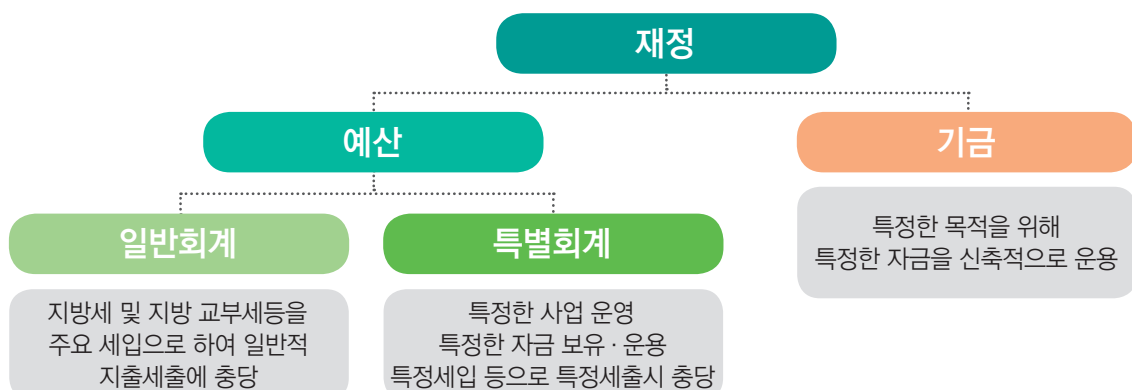 재정
예산
기금
일반회계
특별회계
특정한 목적을 위해
특정한 자금을 신축적으로 운용
지방세 및 지방 교부세등을
주요 세입으로 하여 일반적
지출세출에 충당
특정한 사업 운영
특정한 자금 보유 · 운용
특정세입 등으로 특정세출시 충당